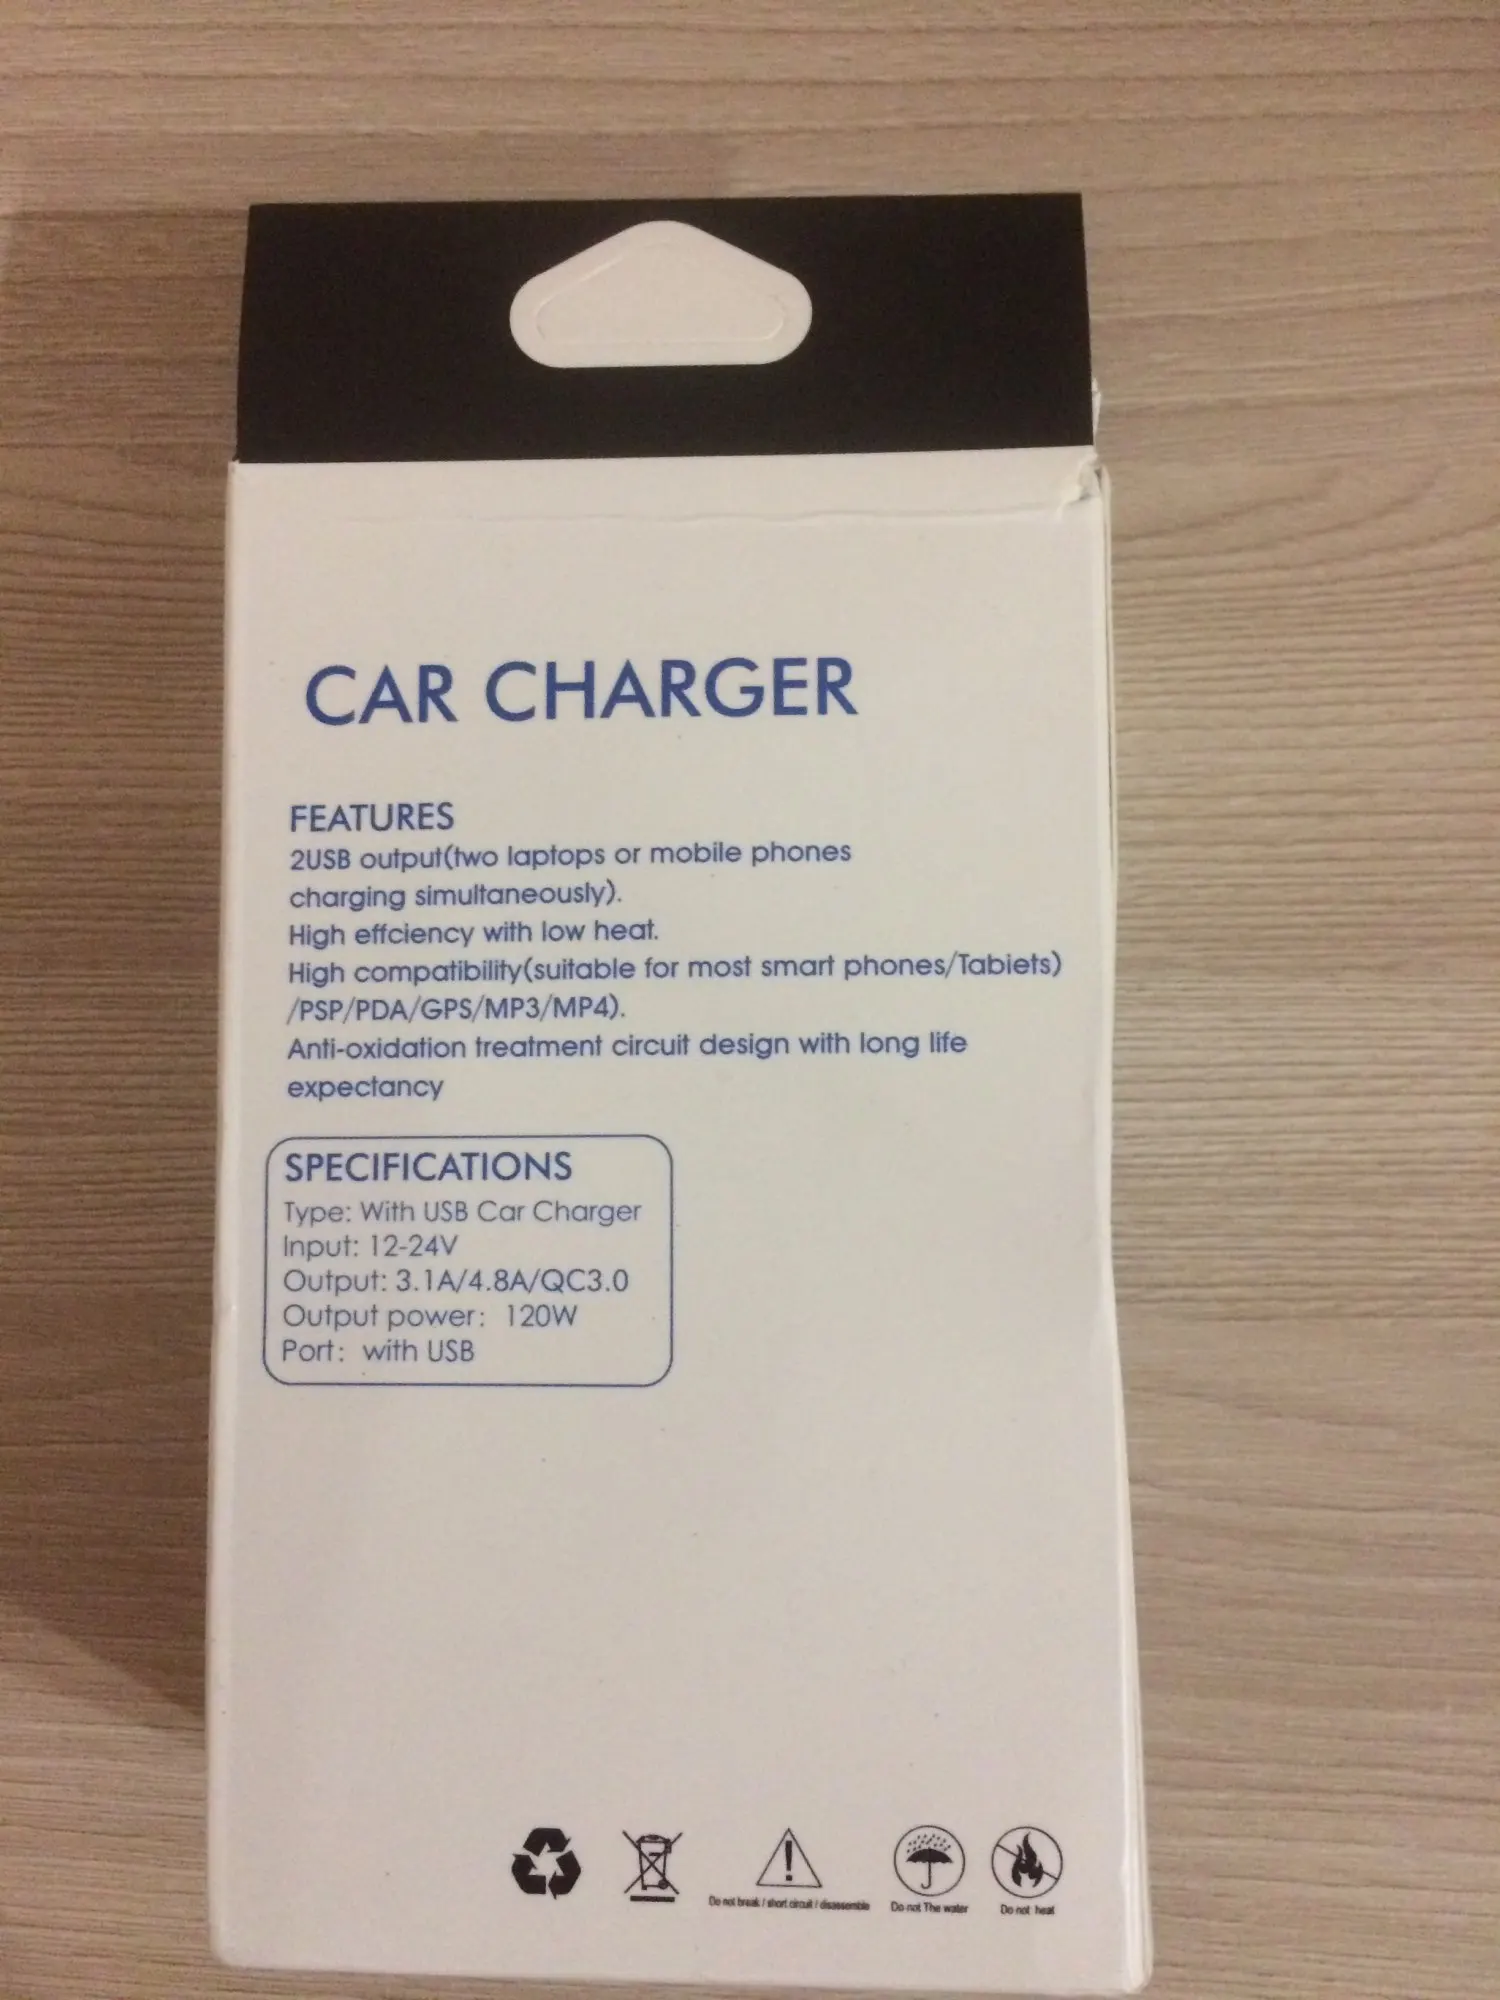 CAR CHARGER
FEATURES
2USB output(two laptops or mobile phones
charging simultaneously).
High effciency with low heat.
High compatibility(suitable for most smart phones/Tabiets)
/PSP/PDA/GPS/MP3/MP4).
Anti-oxidation treatment circuit design with long life
expectancy
SPECIFICATIONS
Type: With USB Car Charger
Input: 12-24V
Output: 3.1A/4.8A/QC3.0
Output power: 120W
Port: with USB
Do not break / short circuit / disassemble
Do not The water
Do not heat